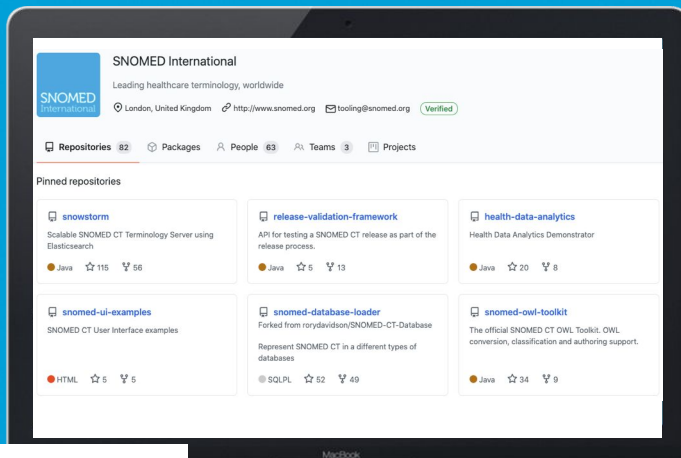 SNOMED International
SNOMED
International
Leading healthcare terminology, worldwide
London, United Kingdom http://www.snomed.org tooling@snomed.org Verified
Repositories 82 Packages People 63 Teams 3 Projects
Pinned repositories
snowstorm
Scalable SNOMED CT Terminology Server using
Elasticsearch
Java 115 56
release-validation-framework
API for testing a SNOMED CT release as part of the
release process.
Java 5 13
health-data-analytics
Health Data Analytics Demonstrator
Java 20 8
snomed-ui-examples
SNOMED CT User Interface examples
HTML 5 5
snomed-database-loader
Forked from rorydavidson/SNOMED-CT-Database
Represent SNOMED CT in a different types of
databases
SQLPL 52 49
snomed-owl-toolkit
The official SNOMED CT OWL Toolkit. OWL
conversion, classification and authoring support.
Java 34 9
MacBook